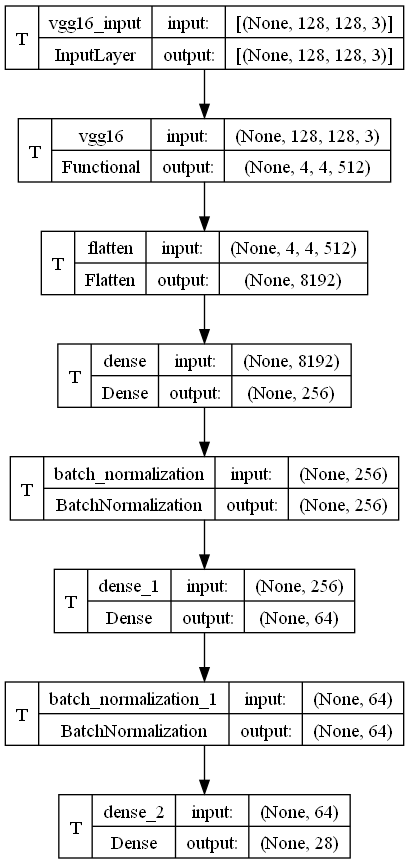 T vgg16_input input: [(None, 128, 128, 3)]
InputLayer output: [(None, 128, 128, 3)]
T vgg16 input: (None, 128, 128, 3)
Functional output: (None, 4, 4, 512)
T flatten input: (None, 4, 4, 512)
Flatten output: (None, 8192)
T dense input: (None, 8192)
Dense output: (None, 256)
T batch_normalization input: (None, 256)
BatchNormalization output: (None, 256)
T dense_1 input: (None, 256)
Dense output: (None, 64)
T batch_normalization_1 input: (None, 64)
BatchNormalization output: (None, 64)
T dense_2 input: (None, 64)
Dense output: (None, 28)